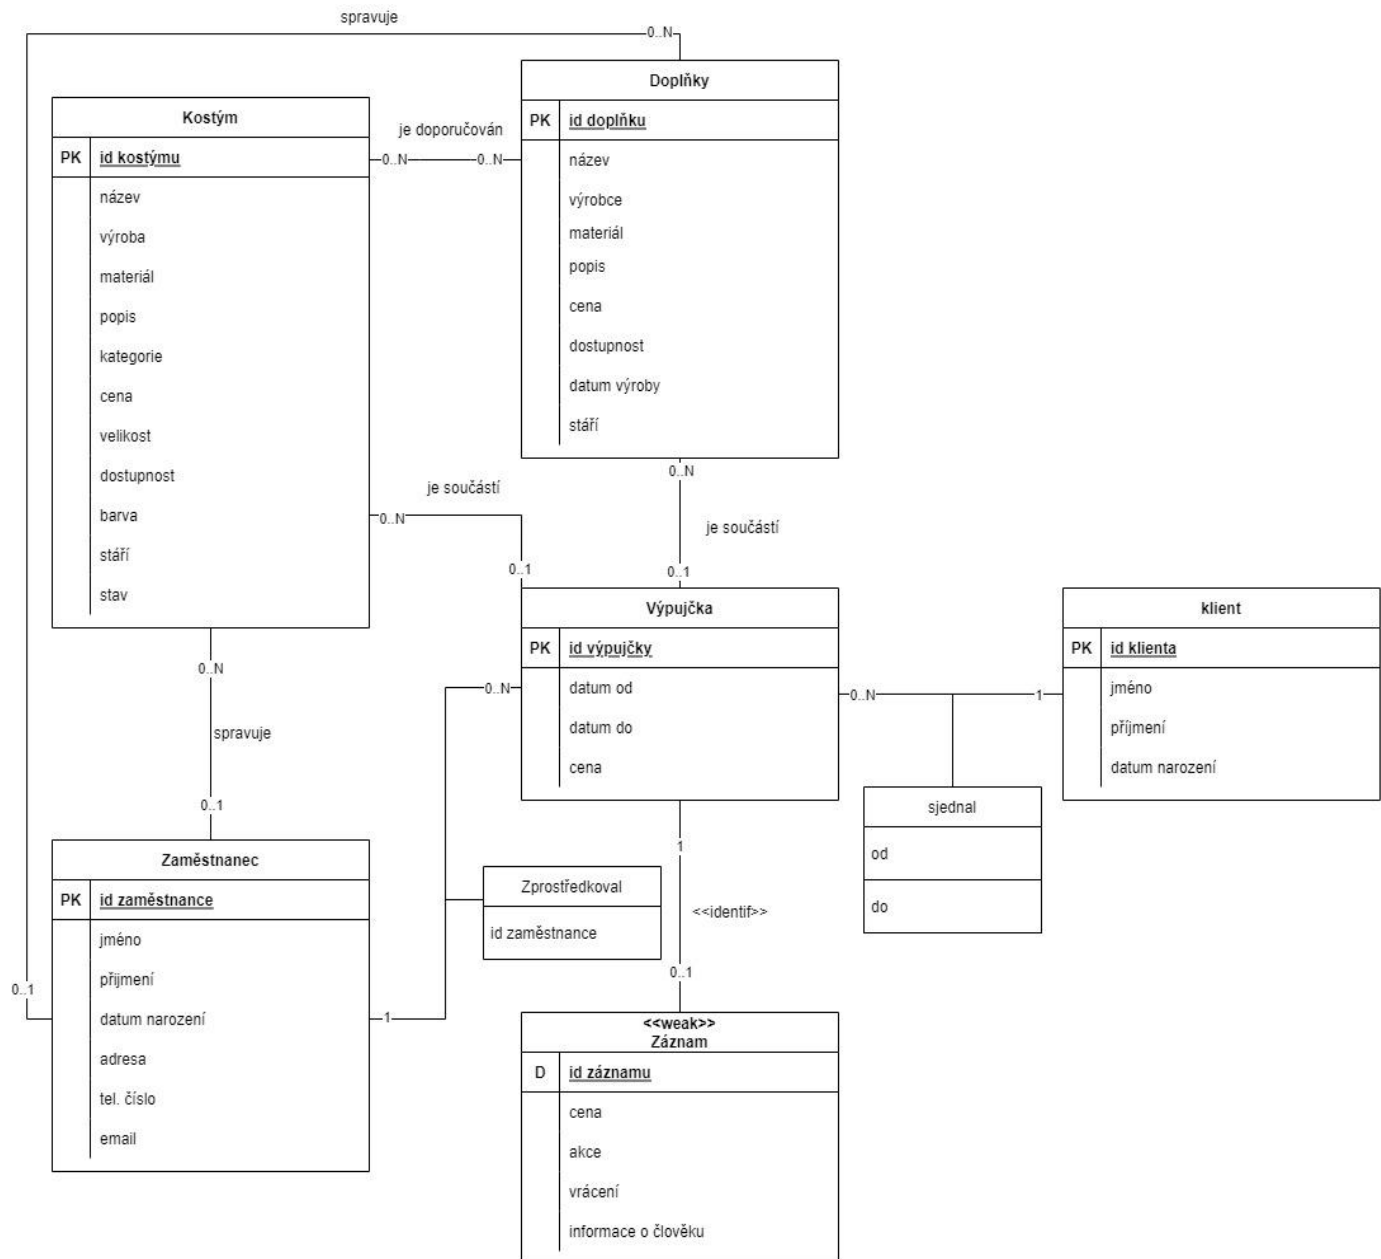 spravuje
0..N
Doplňky
PK id doplňku
název
výrobce
materiál
popis
cena
dostupnost
datum výroby
stáří
Kostým
PK id kostýmu
název
výroba
materiál
popis
kategorie
cena
velikost
dostupnost
barva
stáří
stav
je doporučován
0..N 0..N
je součástí
0..N
0..1
0..N
je součástí
0..1
Výpujčka
PK id výpujčky
datum od
datum do
cena
klient
PK id klienta
jméno
příjmení
datum narození
0..N
spravuje
0..1
0..N
0..N 1
sjednal
od
do
Zaměstnanec
PK id zaměstnance
jméno
přijmení
datum narození
adresa
tel. číslo
email
0..1
1
Zprostředkoval
id zaměstnance
1
<<identif>>
0..1
<<weak>>
Záznam
D id záznamu
cena
akce
vrácení
informace o člověku